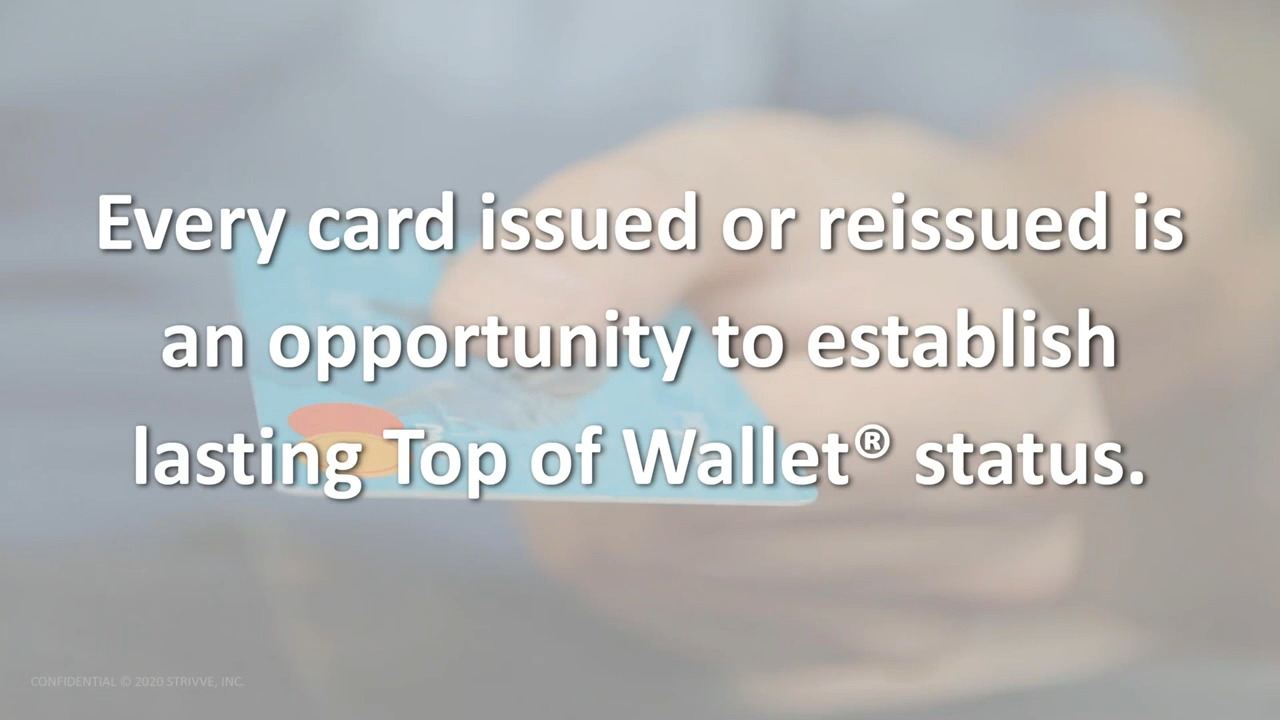 Every card issued or reissued is
an opportunity to establish
lasting Top of Wallet® status.
CONFIDENTIAL © 2020 STRIVVE, INC.